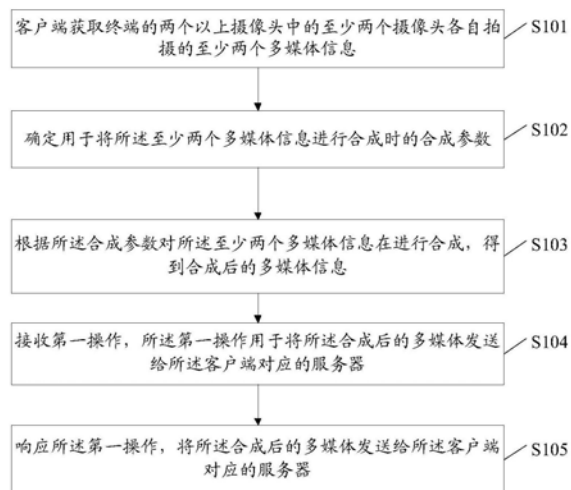 客户端获取终端的两个以上摄像头中的至少两个摄像头各自拍
摄的至少两个多媒体信息
S101
确定用于将所述至少两个多媒体信息进行合成时的合成参数
S102
根据所述合成参数对所述至少两个多媒体信息在进行合成，得
到合成后的多媒体信息
S103
接收第一操作，所述第一操作用于将所述合成后的多媒体发送
给所述客户端对应的服务器
S104
响应所述第一操作，将所述合成后的多媒体发送给所述客户端
对应的服务器
S105